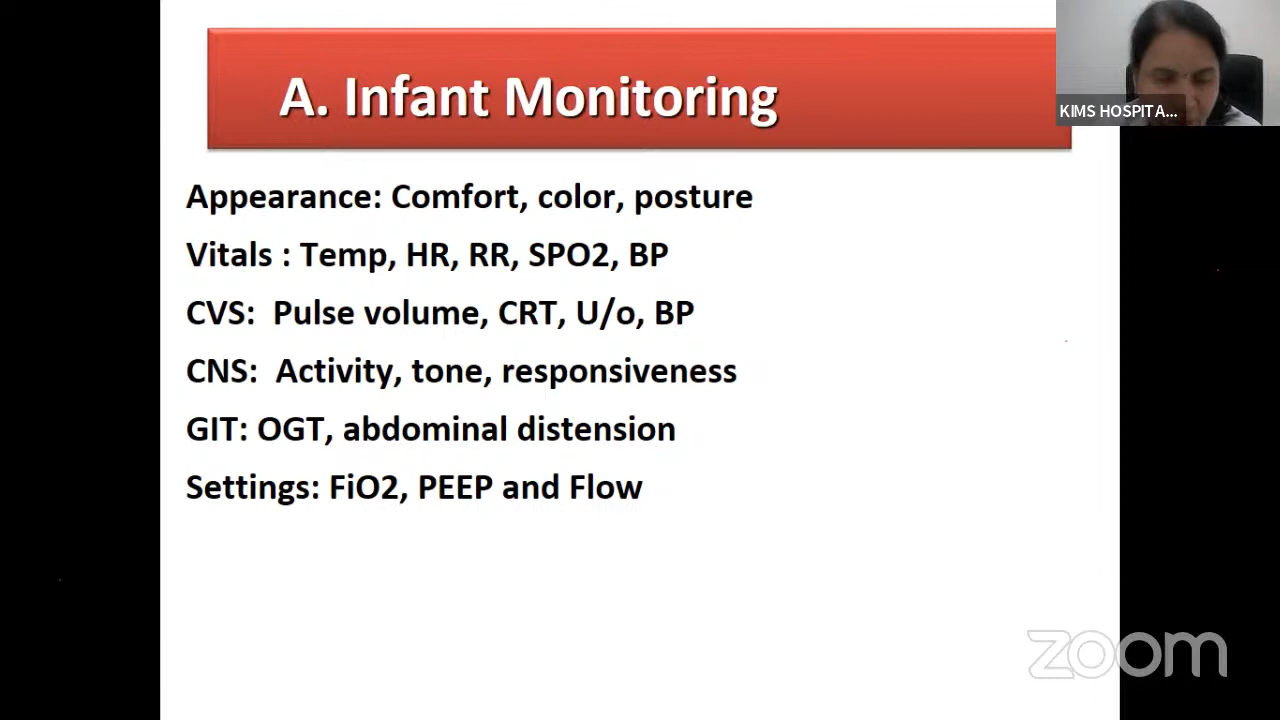 A. Infant Monitoring
KIMS HOSPITA...
Appearance: Comfort, color, posture
Vitals : Temp, HR, RR, SPO2, BP
CVS:  Pulse volume, CRT, U/o, BP
CNS:  Activity, tone, responsiveness
GIT: OGT, abdominal distension
Settings: FiO2, PEEP and Flow
zoom